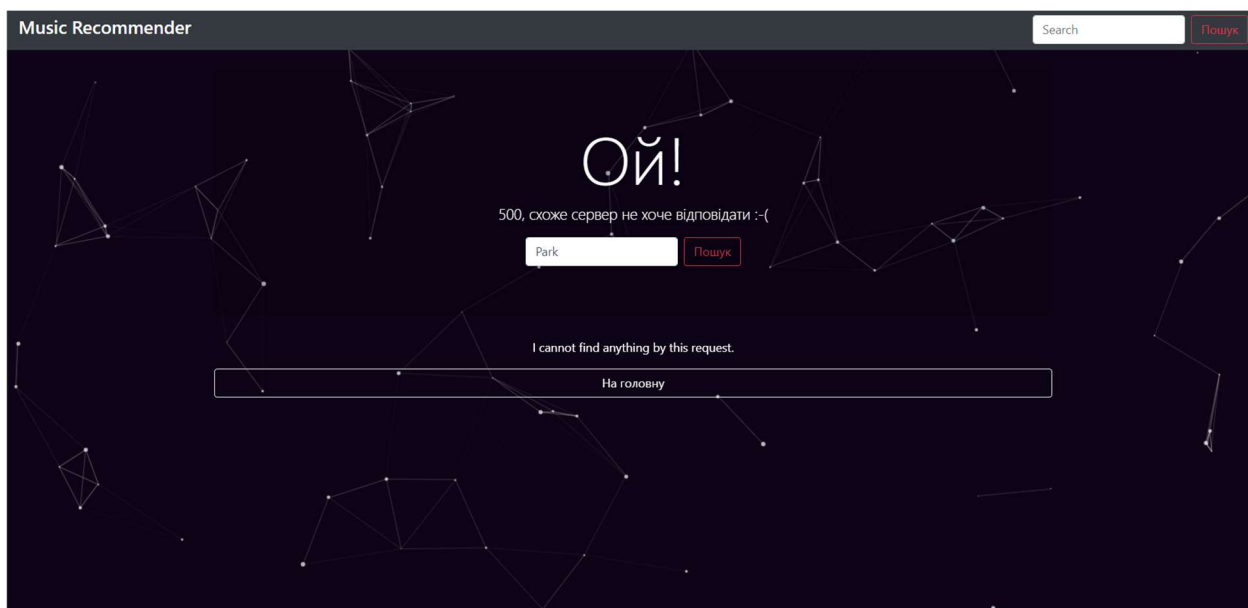 Music Recommender
Search
Пошук
Ой!
500, схоже сервер не хоче відповідати :-(
Park
Пошук
I cannot find anything by this request.
На головну